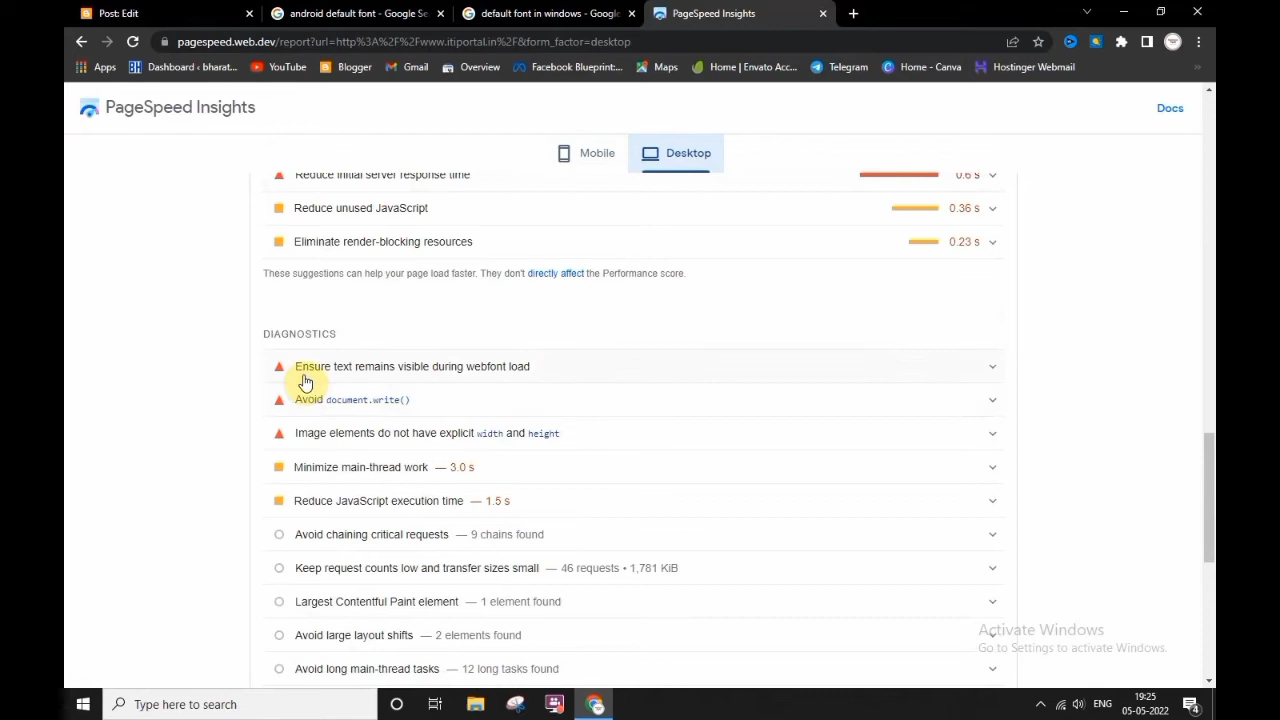 Post: Edit
android default font - Google Se
default font in windows - Google
PageSpeed Insights
pagespeed.web.dev/report?url=http%3A%2F%2Fwww.itiportal.in%2F&form_factor=desktop
Apps
Dashboard ‹ bharat...
YouTube
Blogger
Gmail
Overview
Facebook Blueprint:...
Maps
Home | Envato Acc...
Telegram
Home - Canva
Hostinger Webmail
»
PageSpeed Insights
Docs
Mobile
Desktop
Reduce initial server response time 0.6 s
Reduce unused JavaScript 0.36 s
Eliminate render-blocking resources 0.23 s
These suggestions can help your page load faster. They don't directly affect the Performance score.
DIAGNOSTICS
Ensure text remains visible during webfont load
Avoid document.write()
Image elements do not have explicit width and height
Minimize main-thread work — 3.0 s
Reduce JavaScript execution time — 1.5 s
Avoid chaining critical requests — 9 chains found
Keep request counts low and transfer sizes small — 46 requests • 1,781 KiB
Largest Contentful Paint element — 1 element found
Avoid large layout shifts — 2 elements found
Avoid long main-thread tasks — 12 long tasks found
Activate Windows
Go to Settings to activate Windows.
Type here to search
ENG
19:25
05-05-2022
4